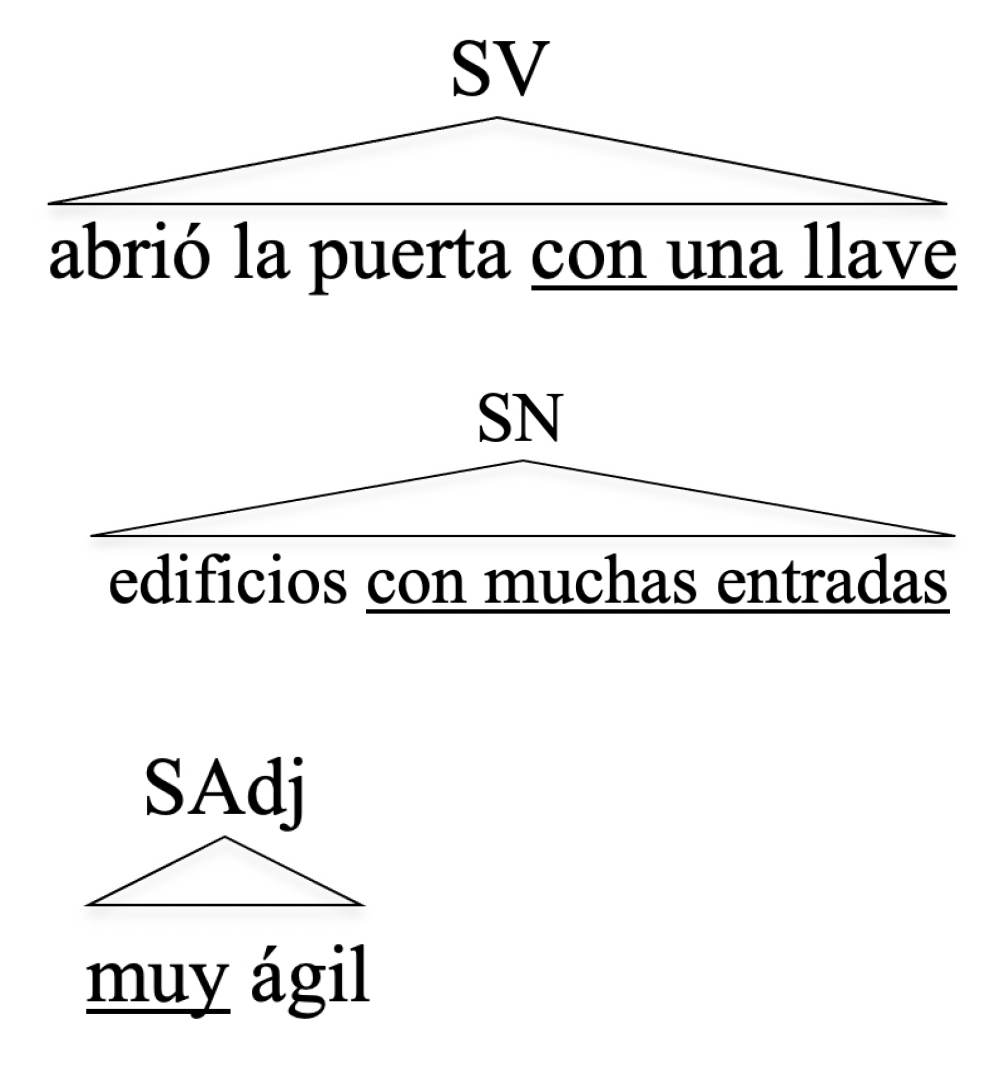 SV
abrió la puerta con una llave
SN
edificios con muchas entradas
SAdj
muy ágil